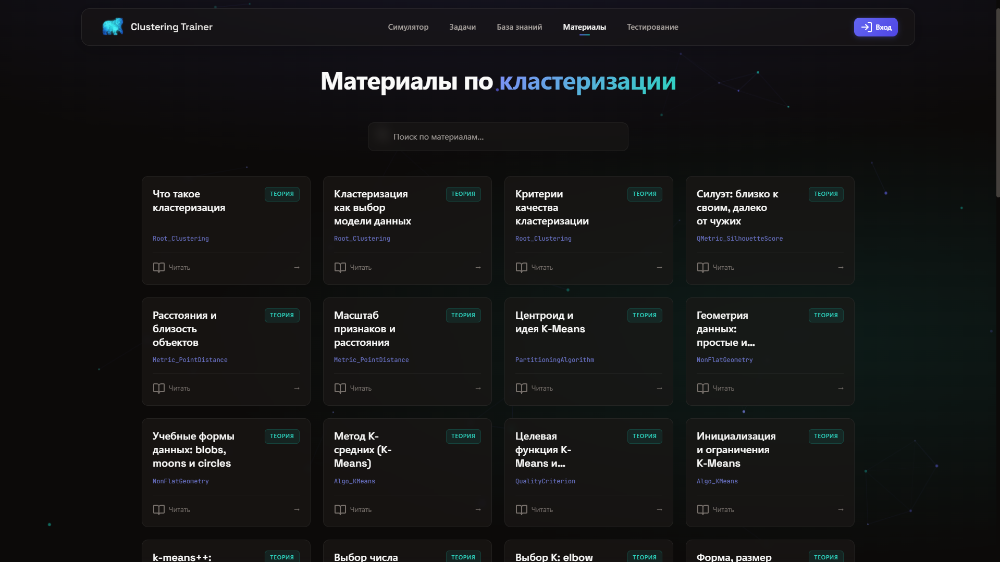 Clustering Trainer
Симулятор
Задачи
База знаний
Материалы
Тестирование
Вход
Материалы по кластеризации
Поиск по материалам...
Что такое
кластеризация
ТЕОРИЯ
Root_Clustering
Читать →
Кластеризация
как выбор
модели данных
ТЕОРИЯ
Root_Clustering
Читать →
Критерии
качества
кластеризации
ТЕОРИЯ
Root_Clustering
Читать →
Силуэт: близко к
своим, далеко
от чужих
ТЕОРИЯ
QMetric_SilhouetteScore
Читать →
Расстояния и
близость
объектов
ТЕОРИЯ
Metric_PointDistance
Читать →
Масштаб
признаков и
расстояния
ТЕОРИЯ
Metric_PointDistance
Читать →
Центроид и
идея K-Means
ТЕОРИЯ
PartitioningAlgorithm
Читать →
Геометрия
данных:
простые и...
ТЕОРИЯ
NonFlatGeometry
Читать →
Учебные формы
данных: blobs,
moons и circles
ТЕОРИЯ
NonFlatGeometry
Читать →
Метод K-
средних (K-
Means)
ТЕОРИЯ
Algo_KMeans
Читать →
Целевая
функция K-
Means и...
ТЕОРИЯ
QualityCriterion
Читать →
Инициализация
и ограничения
K-Means
ТЕОРИЯ
Algo_KMeans
Читать →
k-means++:
ТЕОРИЯ
Выбор числа
ТЕОРИЯ
Выбор K: elbow
ТЕОРИЯ
Форма, размер
ТЕОРИЯ